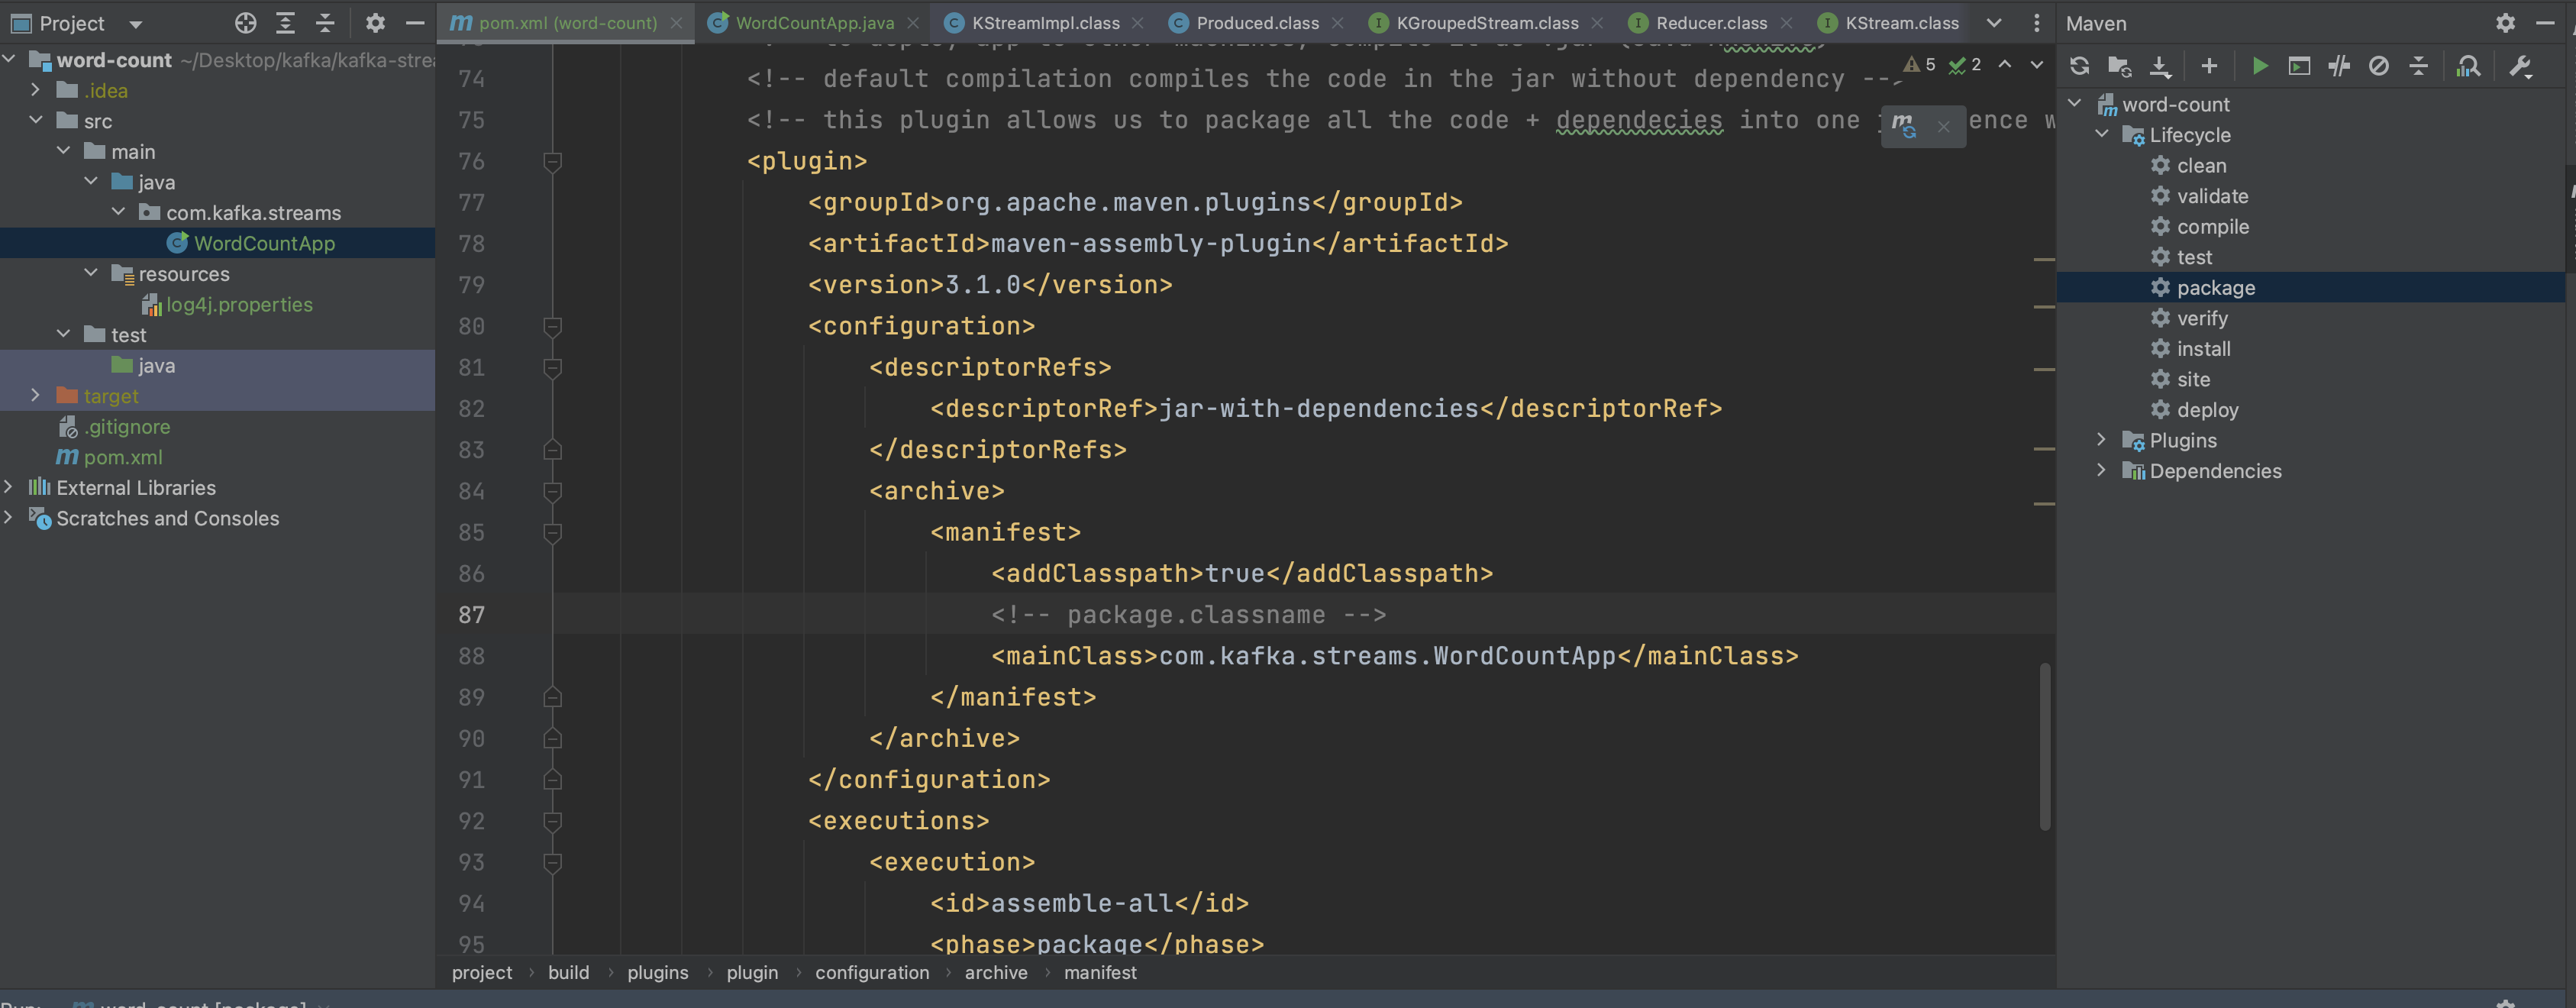 Project
pom.xml (word-count)
WordCountApp.java
KStreamImpl.class
Produced.class
KGroupedStream.class
Reducer.class
KStream.class
Maven
word-count ~/Desktop/kafka/kafka-strea
.idea
src
main
java
com.kafka.streams
WordCountApp
resources
log4j.properties
test
java
target
.gitignore
pom.xml
External Libraries
Scratches and Consoles
5 2
74 <!-- default compilation compiles the code in the jar without dependency -->
75 <!-- this plugin allows us to package all the code + dependecies into one
76 <plugin>
77 <groupId>org.apache.maven.plugins</groupId>
78 <artifactId>maven-assembly-plugin</artifactId>
79 <version>3.1.0</version>
80 <configuration>
81 <descriptorRefs>
82 <descriptorRef>jar-with-dependencies</descriptorRef>
83 </descriptorRefs>
84 <archive>
85 <manifest>
86 <addClasspath>true</addClasspath>
87 <!-- package.classname -->
88 <mainClass>com.kafka.streams.WordCountApp</mainClass>
89 </manifest>
90 </archive>
91 </configuration>
92 <executions>
93 <execution>
94 <id>assemble-all</id>
95 <phase>package</phase>
project › build › plugins › plugin › configuration › archive › manifest
word-count
Lifecycle
clean
validate
compile
test
package
verify
install
site
deploy
Plugins
Dependencies
word-count [package]